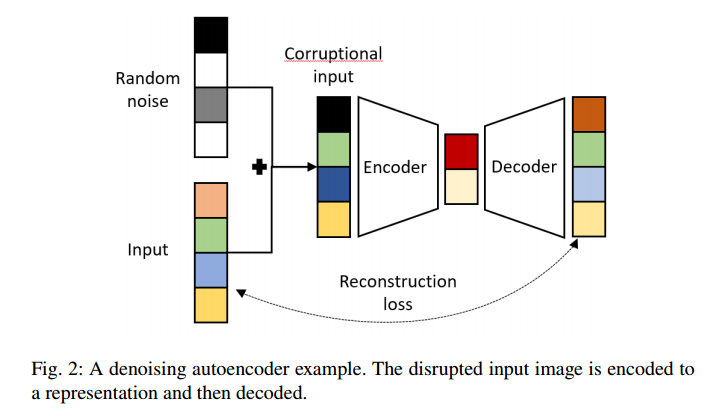 Random
noise
Corruptional
input
Encoder
Decoder
Input
Reconstruction
loss
Fig. 2: A denoising autoencoder example. The disrupted input image is encoded to
a representation and then decoded.